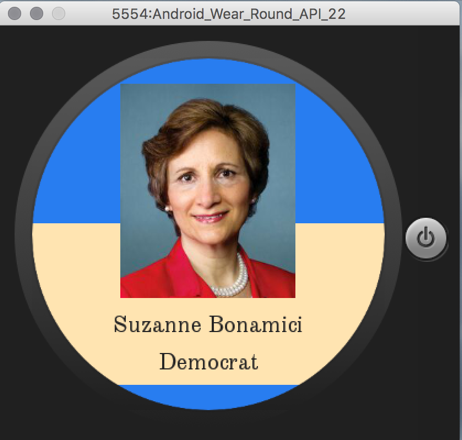 5554:Android_Wear_Round_API_22
Suzanne Bonamici
Democrat